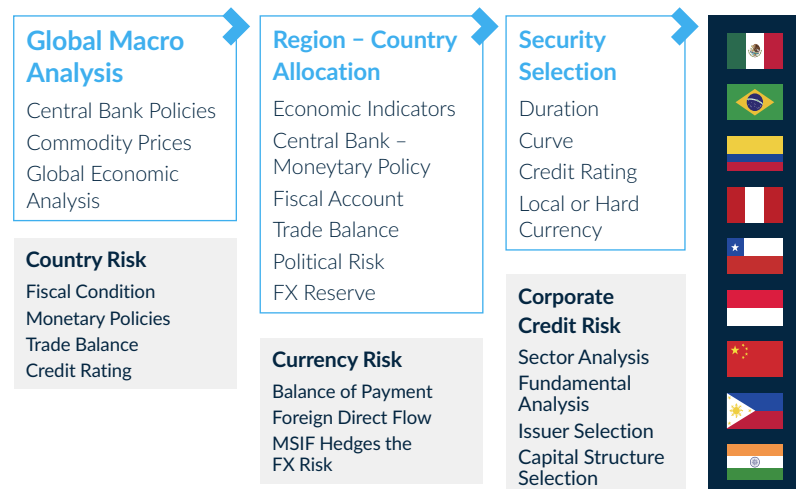 Global Macro
Analysis
Central Bank Policies
Commodity Prices
Global Economic
Analysis
Country Risk
Fiscal Condition
Monetary Policies
Trade Balance
Credit Rating
Region – Country
Allocation
Economic Indicators
Central Bank –
Moneytary Policy
Fiscal Account
Trade Balance
Political Risk
FX Reserve
Currency Risk
Balance of Payment
Foreign Direct Flow
MSIF Hedges the
FX Risk
Security
Selection
Duration
Curve
Credit Rating
Local or Hard
Currency
Corporate
Credit Risk
Sector Analysis
Fundamental
Analysis
Issuer Selection
Capital Structure
Selection